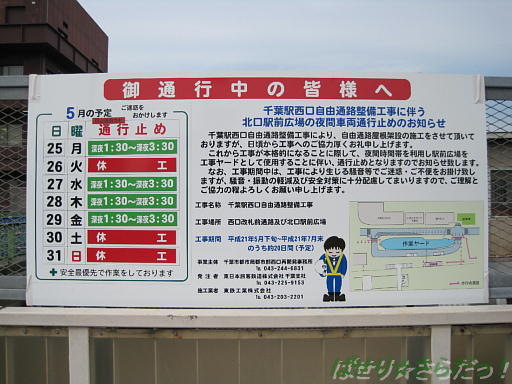 御通行中の皆様へ
5月の予定
ご迷惑を
おかけします
日 曜 通行止め
25 月 深夜1:30～深夜3:30
26 火 休工
27 水 深夜1:30～深夜3:30
28 木 深夜1:30～深夜3:30
29 金 深夜1:30～深夜3:30
30 土 休工
31 日 休工
安全最優先で作業をしております
千葉駅西口自由通路整備工事に伴う
北口駅前広場の夜間車両通行止めのお知らせ
千葉駅西口自由通路整備工事により、自由通路屋根架設の施工をさせて頂いて
おりますが、日頃から工事へのご協力厚くお礼申し上げます。
これから工事が本格的になることに際して、夜間時間帯を利用し駅前広場を
工事ヤードとして使用することに伴い、通行止めとなりますのでお知らせ致します。
なお、工事期間中は、工事により生じる騒音等でご迷惑・ご不便をお掛け致し
ますが、騒音・振動の軽減及び安全対策に十分配慮してまいりますので、ご理解と
ご協力の程よろしくお願い申し上げます。
工事名称 千葉駅西口自由通路整備工事
工事場所 西口改札前通路及び北口駅前広場
工事期間 平成21年5月下旬～平成21年7月末
のうち約20日間（予定）
事業主体 千葉市都市局都市部西口再開発事務所
℡ 043-244-6831
発注者 東日本旅客鉄道株式会社千葉支社
℡ 043-225-9153
施工業者 東鉄工業株式会社
℡ 043-203-2201
作業ヤード
ぱせり☆さらだっ！